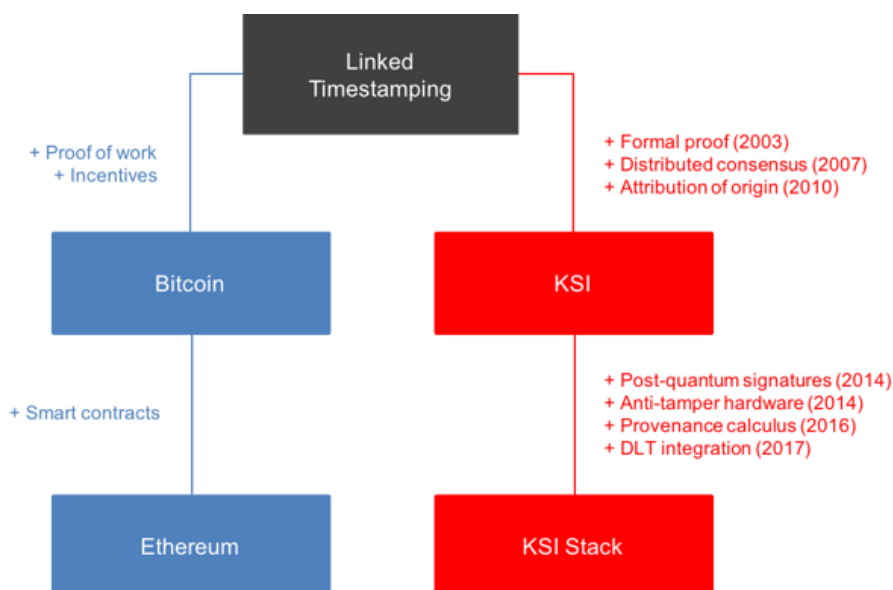 Linked
Timestamping
+ Proof of work
+ Incentives
+ Formal proof (2003)
+ Distributed consensus (2007)
+ Attribution of origin (2010)
Bitcoin
KSI
+ Smart contracts
+ Post-quantum signatures (2014)
+ Anti-tamper hardware (2014)
+ Provenance calculus (2016)
+ DLT integration (2017)
Ethereum
KSI Stack